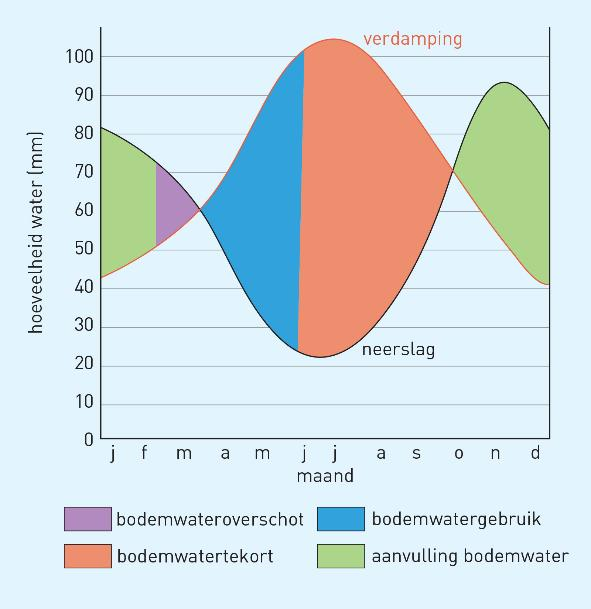 verdamping
100
90
80
70
60
50
40
30
20
10
0
hoeveelheid water (mm)
neerslag
j f m a m j j a s o n d
maand
bodemwateroverschot bodemwatergebruik
bodemwatertekort aanvulling bodemwater